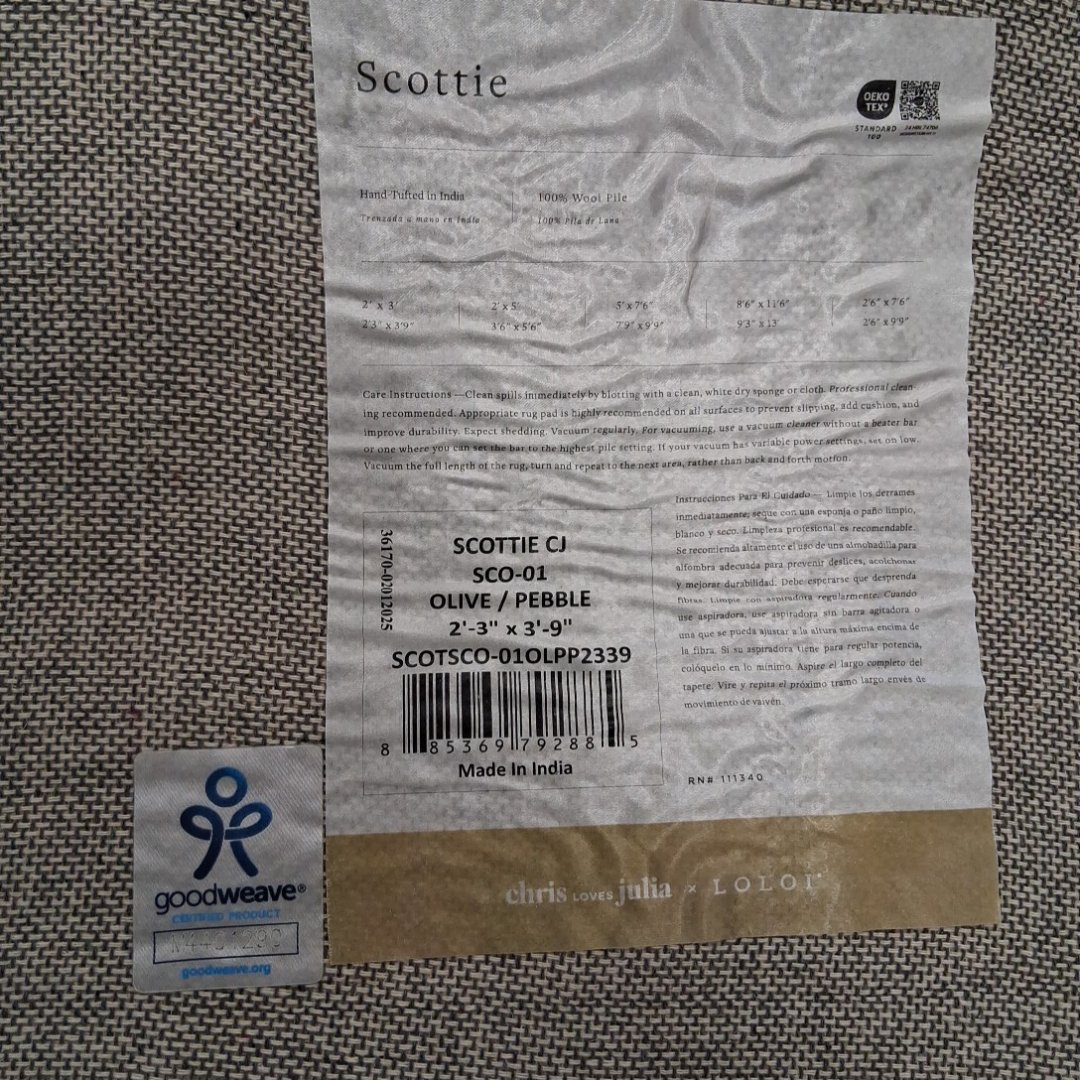 Scottie
OEKO
TEX®
STANDARD
100
Hand-Tufted in India
Trenzada a mano en India
100% Wool Pile
100% Pila de Lana
2' x 3'
2'3" x 3'9"
2' x 5'
3'6" x 5'6"
5' x 7'6"
7'9" x 9'9"
8'6" x 11'6"
9'3" x 13'
2'6" x 7'6"
2'6" x 9'9"
Care Instructions —Clean spills immediately by blotting with a clean, white dry sponge or cloth. Professional clean-
ing recommended. Appropriate rug pad is highly recommended on all surfaces to prevent slipping, add cushion, and
improve durability. Expect shedding. Vacuum regularly. For vacuuming, use a vacuum cleaner without a beater bar
or one where you can set the bar to the highest pile setting. If your vacuum has variable power settings, set on low.
Vacuum the full length of the rug, turn and repeat to the next area, rather than back and forth motion.
36170-02012025
SCOTTIE CJ
SCO-01
OLIVE / PEBBLE
2'-3" x 3'-9"
SCOTSCO-01OLPP2339
8 85369 79288 5
Made In India
Instrucciones Para El Cuidado — Limpie los derrames
inmediatamente, seque con una esponja o paño limpio,
blanco y seco. Limpieza profesional es recomendable.
Se recomienda altamente el uso de una almohadilla para
alfombra adecuada para prevenir deslices, acolchonar
y mejorar durabilidad. Debe esperarse que desprenda
fibras. Limpie con aspiradora regularmente. Cuando
use aspiradora, use aspiradora sin barra agitadora o
una que se pueda ajustar a la altura máxima encima de
la fibra. Si su aspiradora tiene para regular potencia,
colóquelo en lo mínimo. Aspire el largo completo del
tapete. Vire y repita el próximo tramo largo envés de
movimiento de vaivén.
RN# 111340
chris LOVES julia × LOLOI
goodweave®
CERTIFIED PRODUCT
goodweave.org